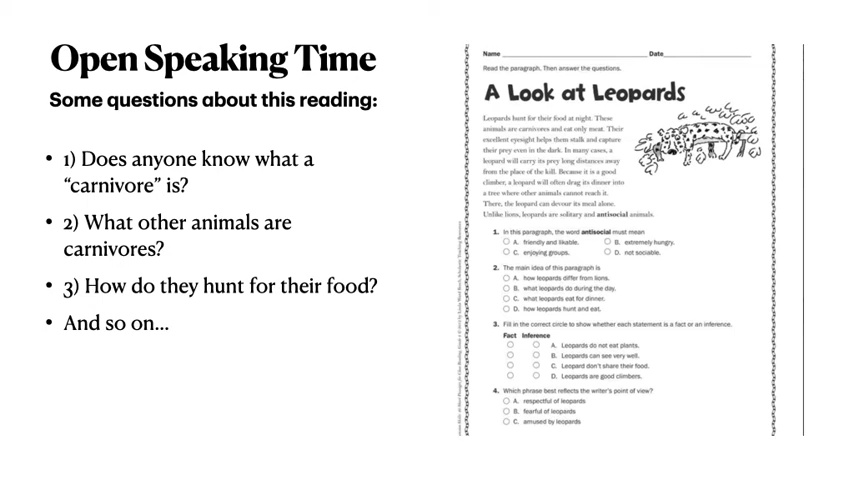 Open Speaking Time
Some questions about this reading:
• 1) Does anyone know what a
“carnivore” is?
• 2) What other animals are
carnivores?
• 3) How do they hunt for their food?
• And so on...
Name Date
Read the paragraph. Then answer the questions.
A Look at Leopards
Leopards hunt for their food at night. These
animals are carnivores and eat only meat. Their
excellent eyesight helps them stalk and capture
their prey even in the dark. In many cases, a
leopard will carry its prey long distances away
from the place of the kill. Because it is a good
climber, a leopard will often drag its dinner into
a tree where other animals cannot reach it.
There, the leopard can devour its meal alone.
Unlike lions, leopards are solitary and antisocial animals.
1. In this paragraph, the word antisocial must mean
A. friendly and likable. B. extremely hungry.
C. enjoying groups. D. not sociable.
2. The main idea of this paragraph is
A. how leopards differ from lions.
B. what leopards do during the day.
C. what leopards eat for dinner.
D. how leopards hunt and eat.
3. Fill in the correct circle to show whether each statement is a fact or an inference.
Fact Inference
A. Leopards do not eat plants.
B. Leopards can see very well.
C. Leopard don't share their food.
D. Leopards are good climbers.
4. Which phrase best reflects the writer's point of view?
A. respectful of leopards
B. fearful of leopards
C. amused by leopards